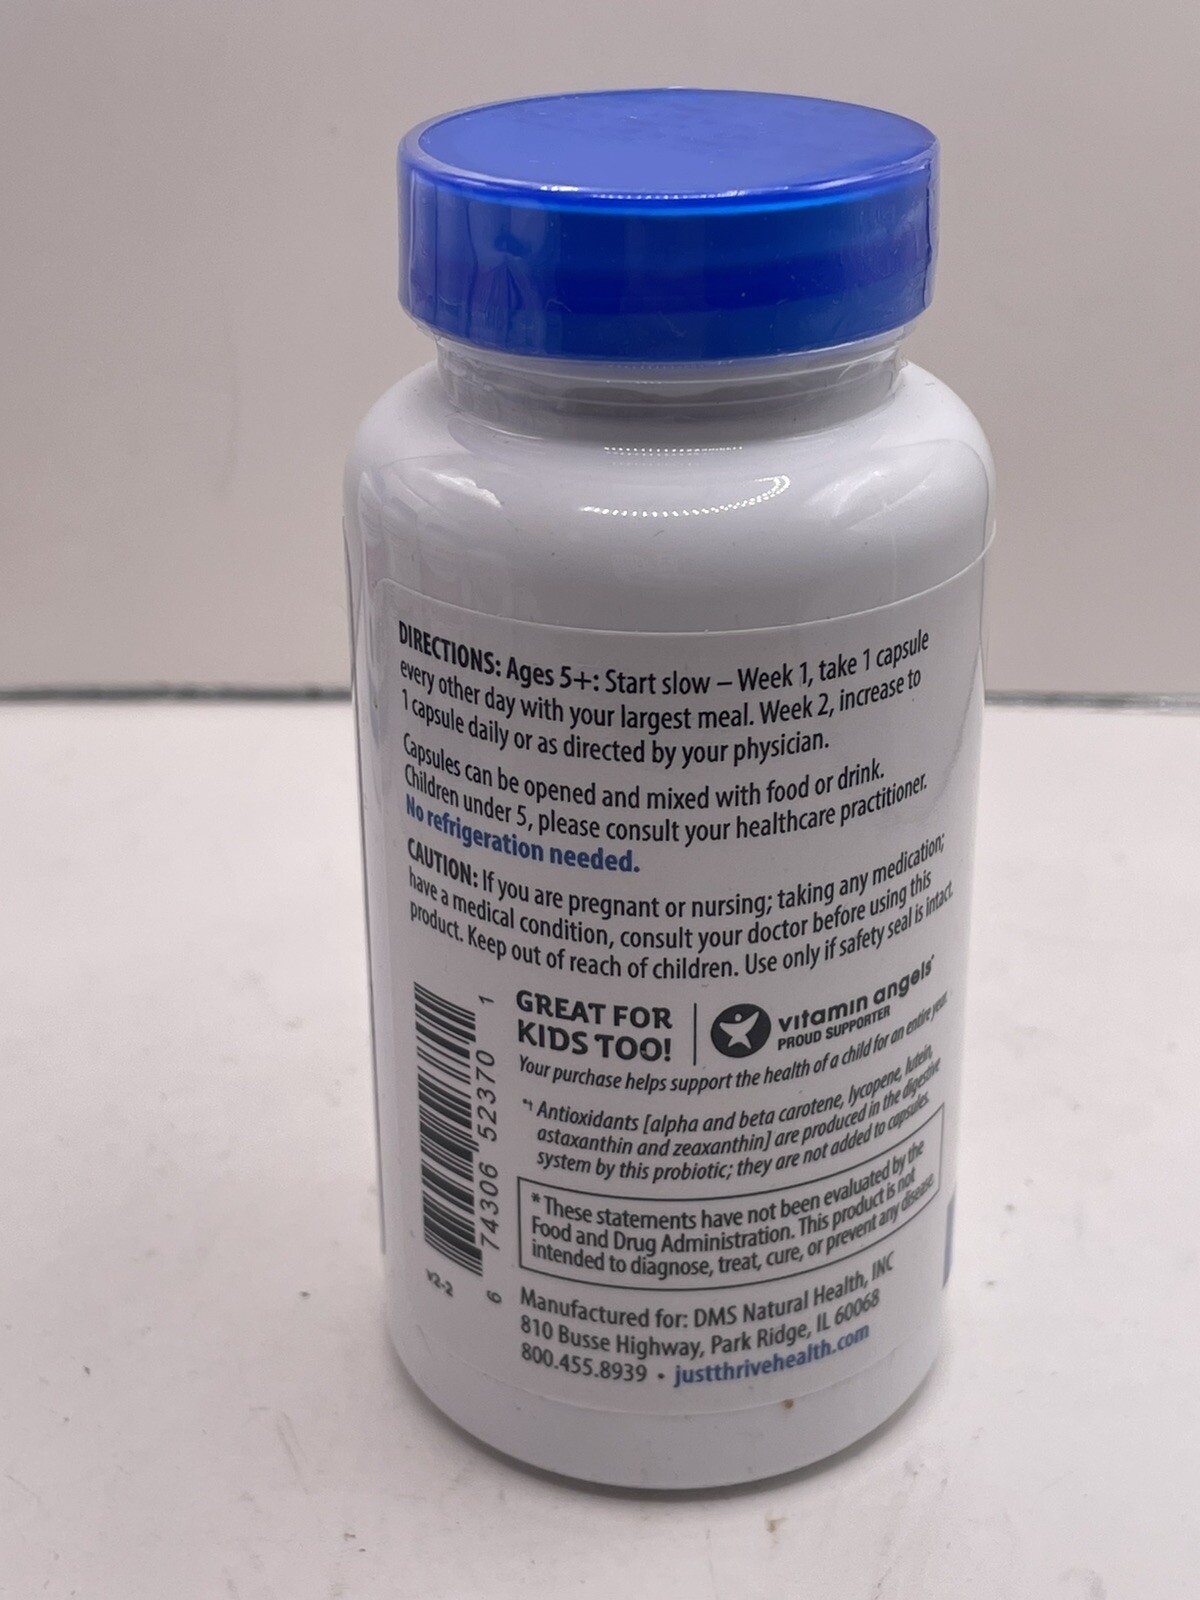 DIRECTIONS: Ages 5+: Start slow – Week 1, take 1 capsule
every other day with your largest meal. Week 2, increase to
1 capsule daily or as directed by your physician.
Capsules can be opened and mixed with food or drink.
Children under 5, please consult your healthcare practitioner.
No refrigeration needed.
CAUTION: If you are pregnant or nursing; taking any medication;
have a medical condition, consult your doctor before using this
product. Keep out of reach of children. Use only if safety seal is intact.
GREAT FOR
KIDS TOO!
vitamin angels®
PROUD SUPPORTER
Your purchase helps support the health of a child for an entire year.
*¹ Antioxidants [alpha and beta carotene, lycopene, lutein,
astaxanthin and zeaxanthin] are produced in the digestive
system by this probiotic; they are not added to capsules.
* These statements have not been evaluated by the
Food and Drug Administration. This product is not
intended to diagnose, treat, cure, or prevent any disease.
Manufactured for: DMS Natural Health, INC
810 Busse Highway, Park Ridge, IL 60068
800.455.8939 • justthrivehealth.com
6 74306 52370 1
V2-2